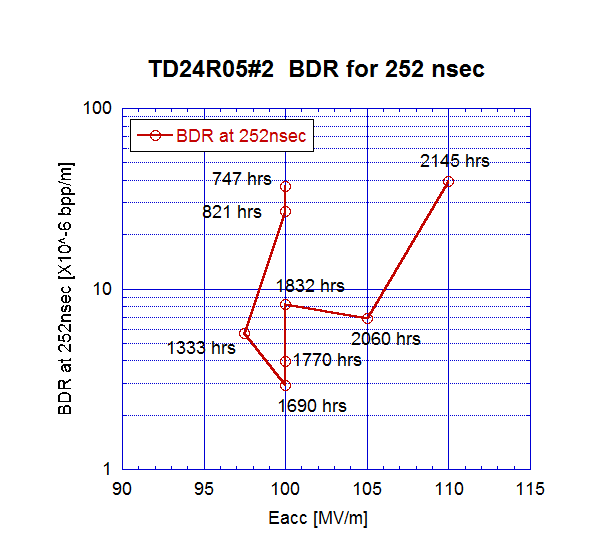 TD24R05#2  BDR for 252 nsec
100
BDR at 252nsec
2145 hrs
747 hrs
821 hrs
BDR at 252nsec [X10^-6 bpp/m]
10
1832 hrs
2060 hrs
1333 hrs
1770 hrs
1690 hrs
1
90 95 100 105 110 115
Eacc [MV/m]